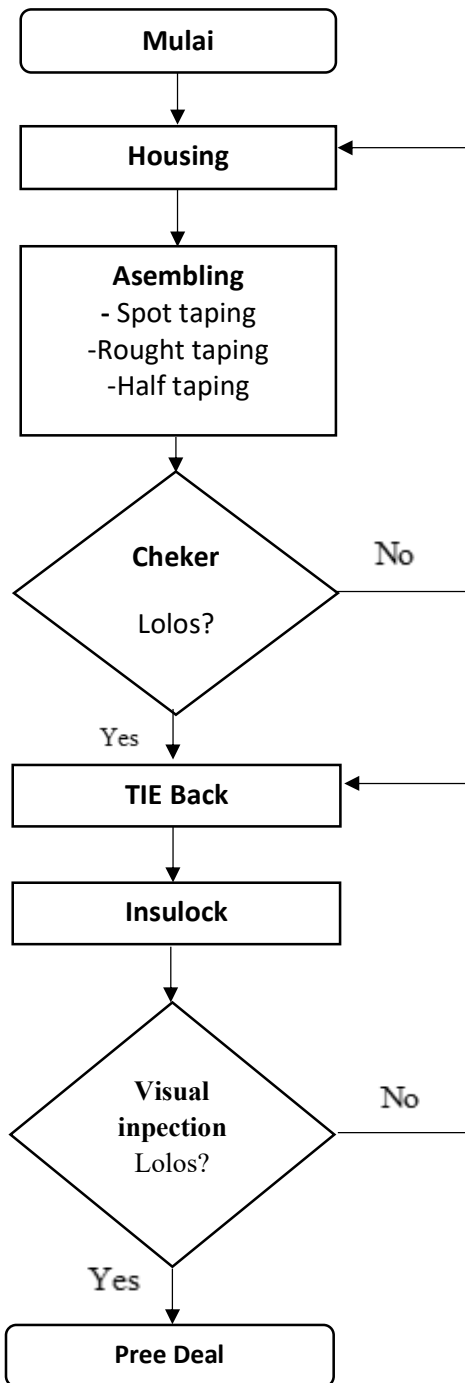 Mulai
Housing
Asembling
- Spot taping
-Rought taping
-Half taping
Cheker
No
Lolos?
Yes
TIE Back
Insulock
Visual
inpection
No
Lolos?
Yes
Pree Deal